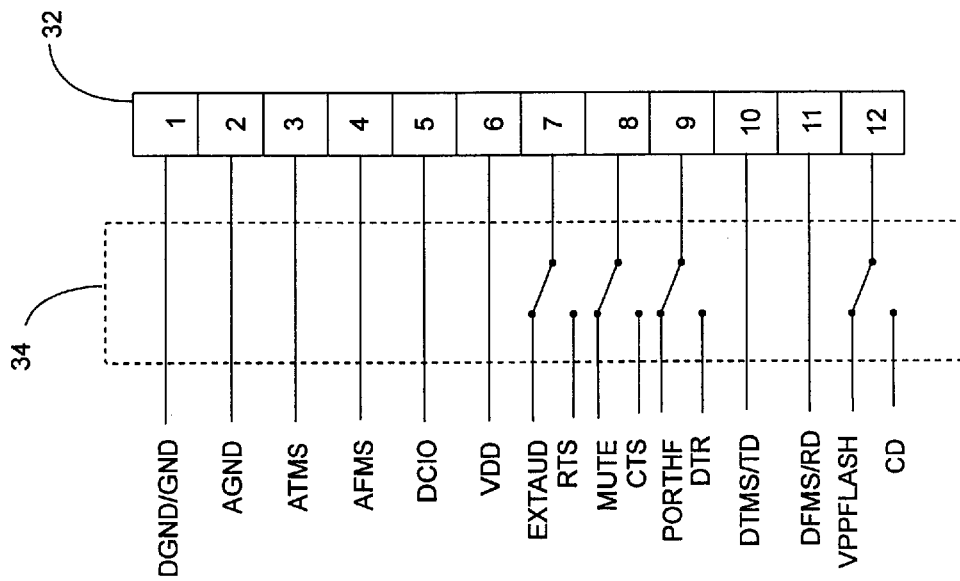 32
34
1
2
3
4
5
6
7
8
9
10
11
12
DGND/GND
AGND
ATMS
AFMS
DCIO
VDD
EXTAUD
RTS
MUTE
CTS
PORTHF
DTR
DTMS/TD
DFMS/RD
VPPFLASH
CD